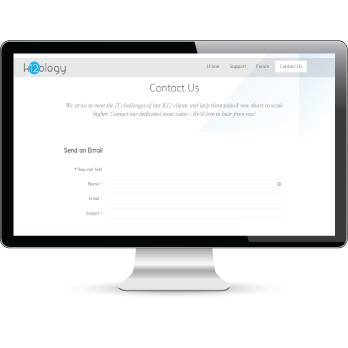 k12ology
Home Support Forum Contact Us
Contact Us
We strive to meet the IT challenges of our K12 clients and help them unlock new doors to scale
higher. Contact our dedicated team today - We'd love to hear from you!
Send an Email
* Required field
Name *
Email *
Subject *